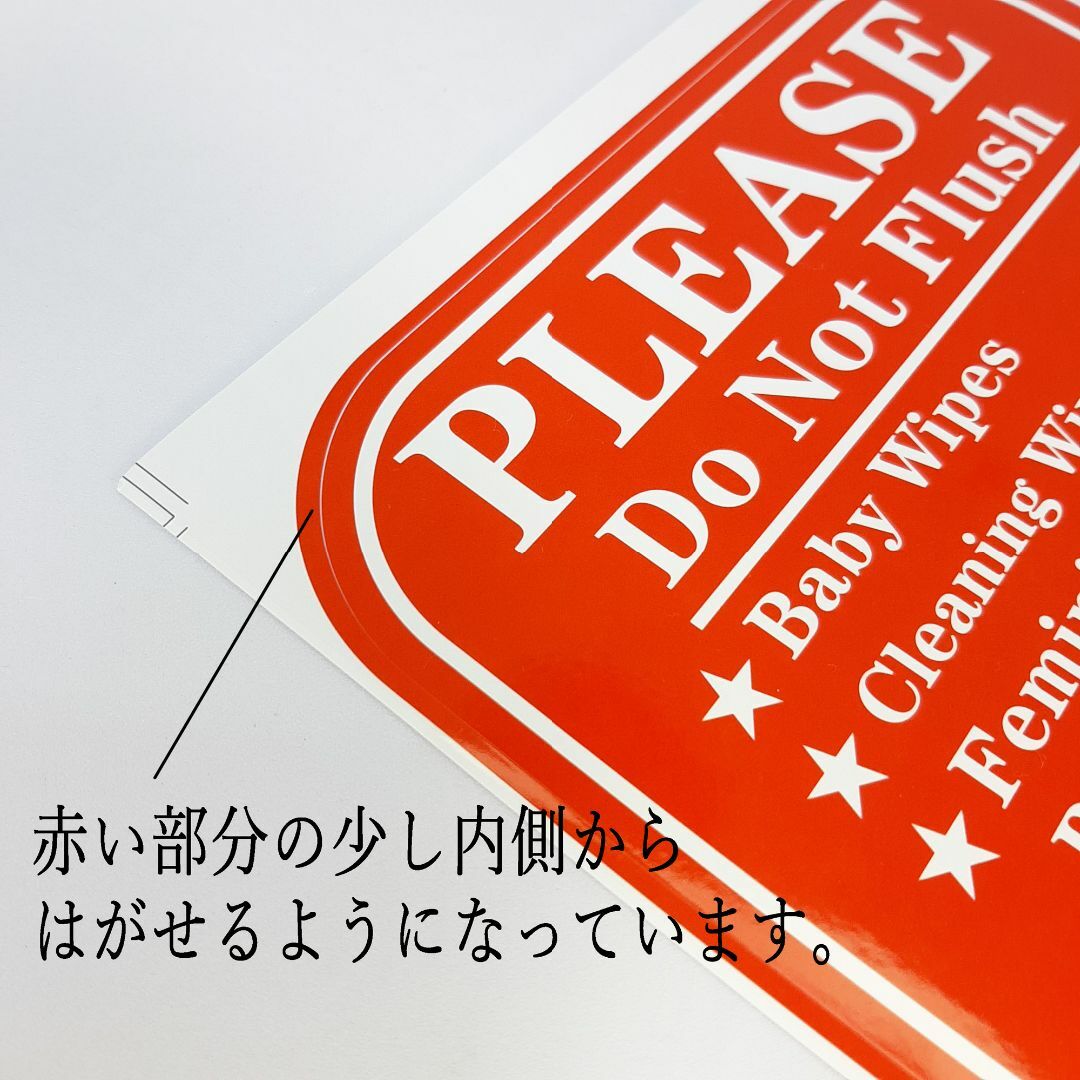 PLEASE
Do Not Flush
★ Baby Wipes
★ Cleaning
★
赤い部分の少し内側から
はがせるようになっています。